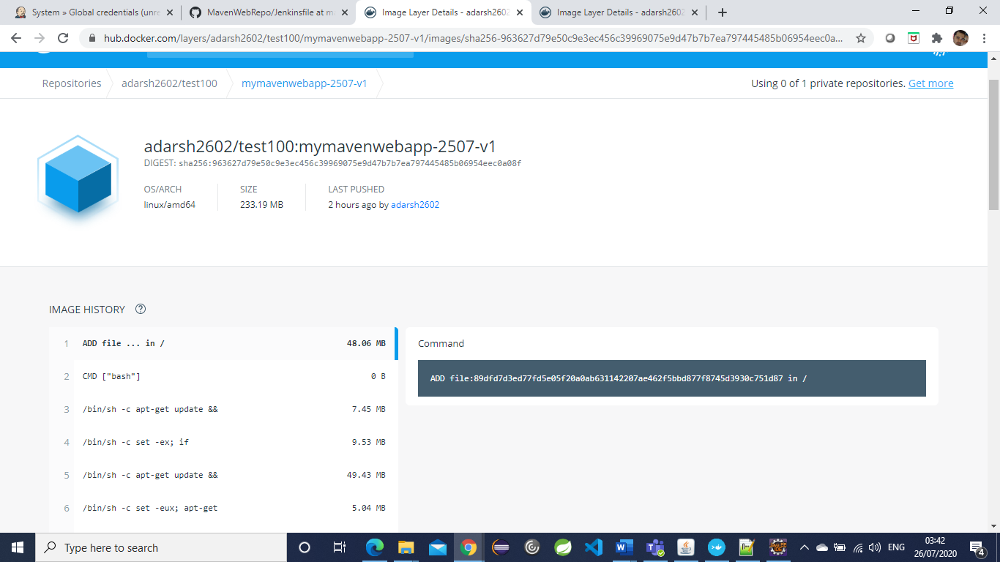 System » Global credentials (unre
MavenWebRepo/Jenkinsfile at m
Image Layer Details - adarsh2602
Image Layer Details - adarsh2602
hub.docker.com/layers/adarsh2602/test100/mymavenwebapp-2507-v1/images/sha256-963627d79e50c9e3ec456c39969075e9d47b7b7ea797445485b06954eec0a...
Repositories
adarsh2602/test100
mymavenwebapp-2507-v1
Using 0 of 1 private repositories. Get more
adarsh2602/test100:mymavenwebapp-2507-v1
DIGEST: sha256:963627d79e50c9e3ec456c39969075e9d47b7b7ea797445485b06954eec0a08f
OS/ARCH
SIZE
LAST PUSHED
linux/amd64
233.19 MB
2 hours ago by adarsh2602
IMAGE HISTORY
1 ADD file ... in / 48.06 MB
2 CMD ["bash"] 0 B
3 /bin/sh -c apt-get update && 7.45 MB
4 /bin/sh -c set -ex; if 9.53 MB
5 /bin/sh -c apt-get update && 49.43 MB
6 /bin/sh -c set -eux; apt-get 5.04 MB
Command
ADD file:89dfd7d3ed77fd5e05f20a0ab631142207ae462f5bbd877f8745d3930c751d87 in /
Type here to search
ENG
03:42
26/07/2020
4